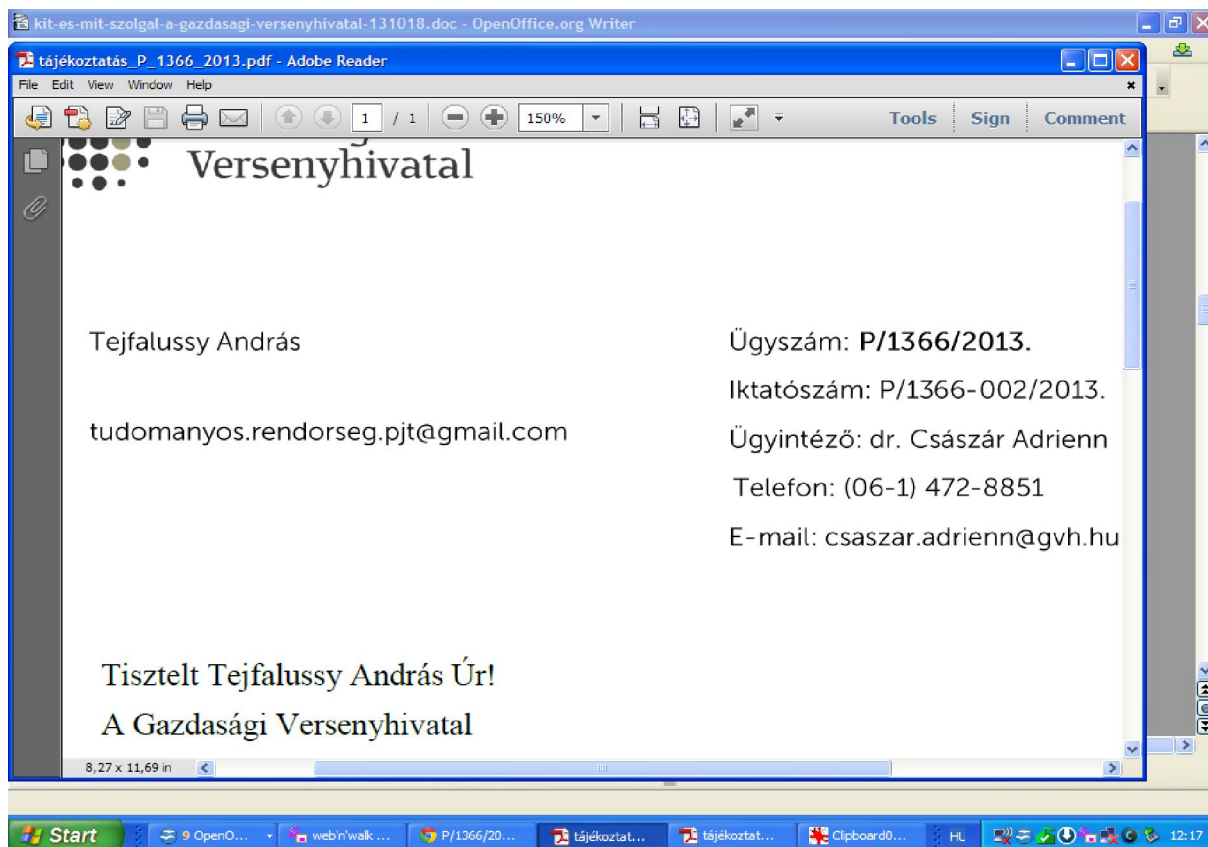 kit-es-mit-szolgal-a-gazdasagi-versenyhivatal-131018.doc - OpenOffice.org Writer
tájékoztatás_P_1366_2013.pdf - Adobe Reader
File Edit View Window Help
1 / 1 150% Tools Sign Comment
Versenyhivatal
Tejfalussy András
Ügyszám: P/1366/2013.
Iktatószám: P/1366-002/2013.
tudomanyos.rendorseg.pjt@gmail.com
Ügyintéző: dr. Császár Adrienn
Telefon: (06-1) 472-8851
E-mail: csaszar.adrienn@gvh.hu
Tisztelt Tejfalussy András Úr!
A Gazdasági Versenyhivatal
8,27 x 11,69 in
Start 9 OpenO... web'n'walk ... P/1366/20... tájékoztat... tájékoztat... Clipboard0... HU 12:17